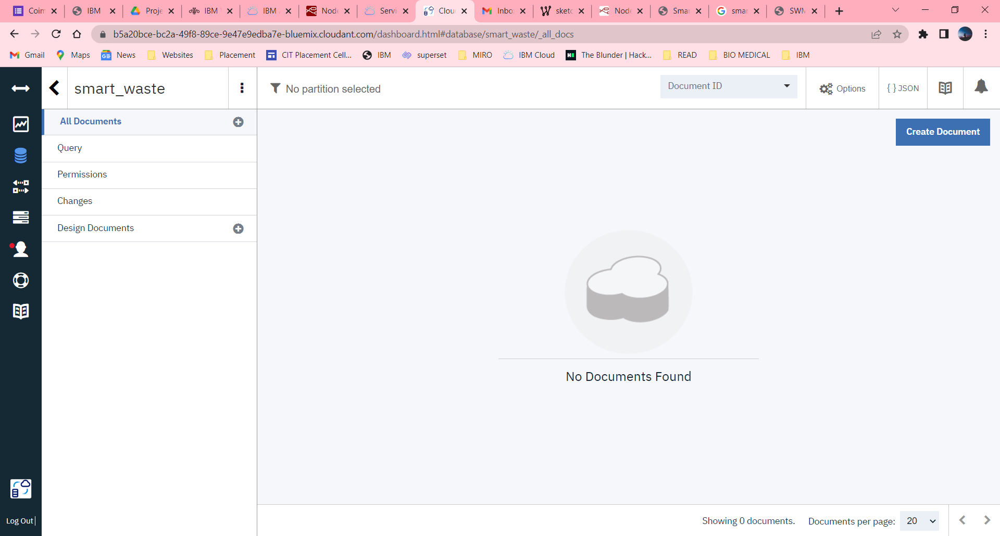 Coim IBM Proje IBM IBM Node Servi Clou Inbo sketc Node Smar smar SWM
b5a20bce-bc2a-49f8-89ce-9e47e9edba7e-bluemix.cloudant.com/dashboard.html#database/smart_waste/_all_docs
Gmail Maps News Websites Placement CIT Placement Cell... IBM superset MIRO IBM Cloud The Blunder | Hack... READ BIO MEDICAL IBM
smart_waste
No partition selected
Document ID
Options
{ } JSON
All Documents
Query
Permissions
Changes
Design Documents
Create Document
No Documents Found
Log Out
Showing 0 documents. Documents per page: 20